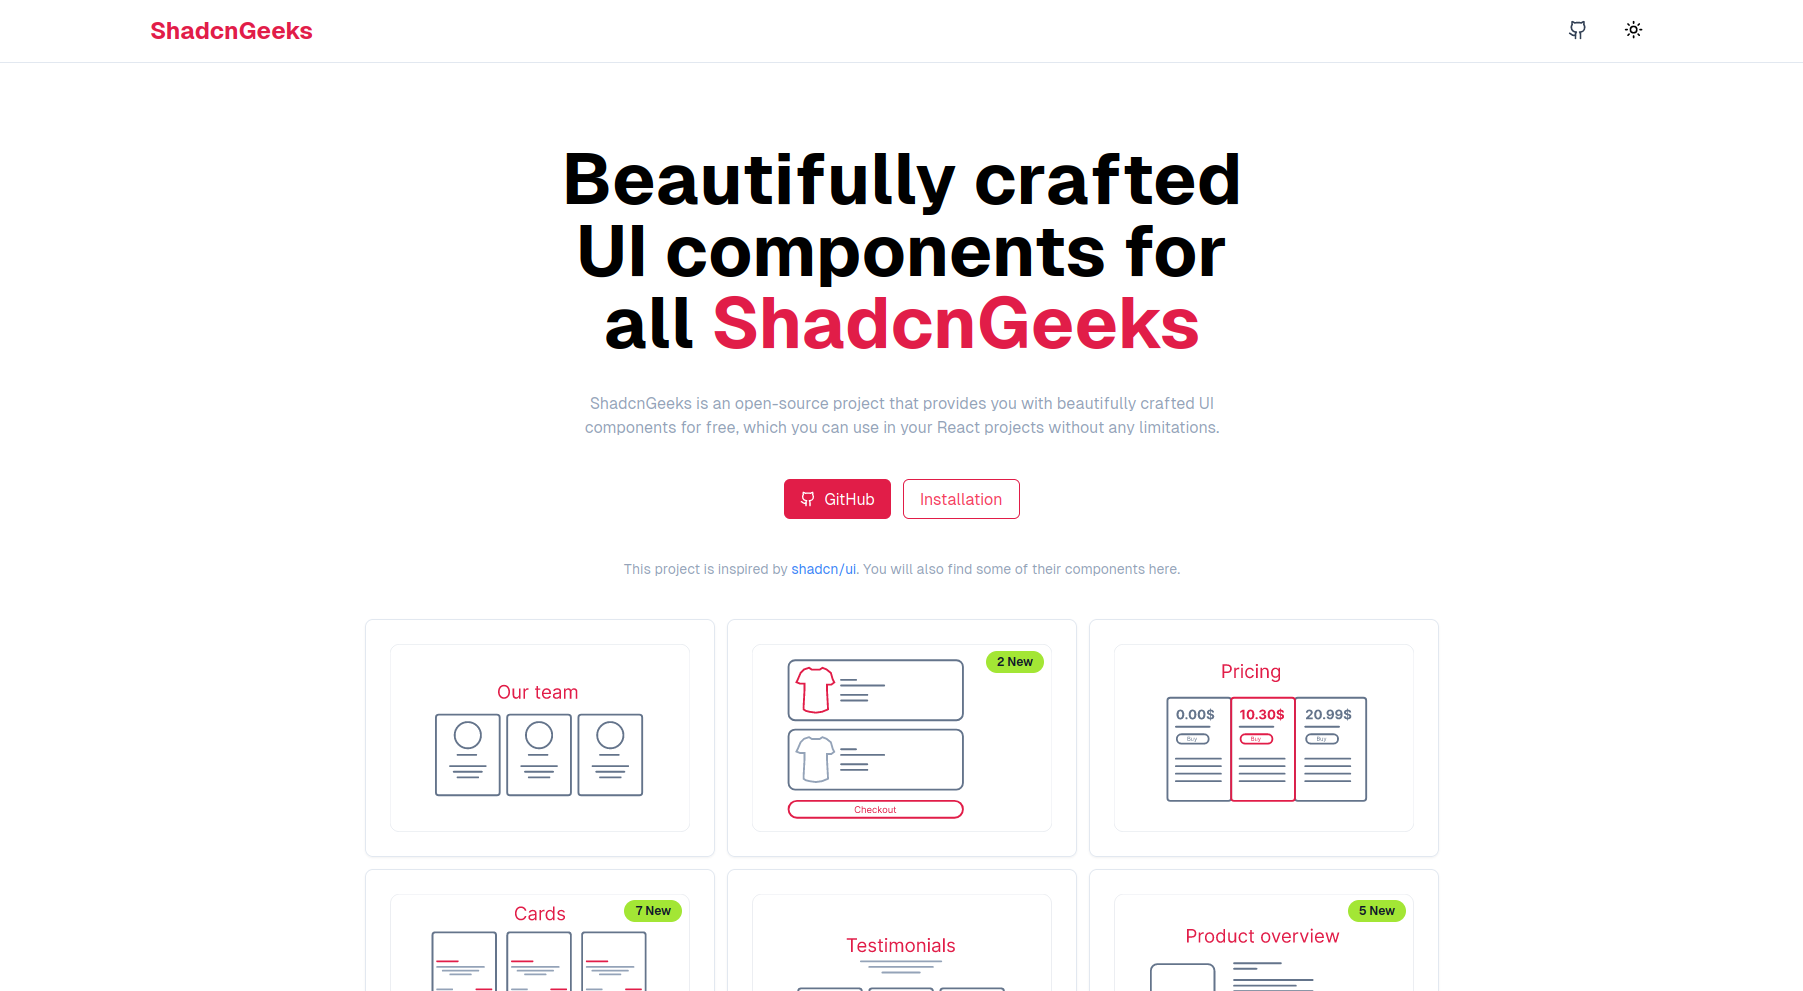 ShadcnGeeks
Beautifully crafted
UI components for
all ShadcnGeeks
ShadcnGeeks is an open-source project that provides you with beautifully crafted UI
components for free, which you can use in your React projects without any limitations.
GitHub
Installation
This project is inspired by shadcn/ui. You will also find some of their components here.
Our team
2 New
Checkout
Pricing
0.00$
10.30$
20.99$
Buy
Buy
Buy
Cards
7 New
Testimonials
5 New
Product overview